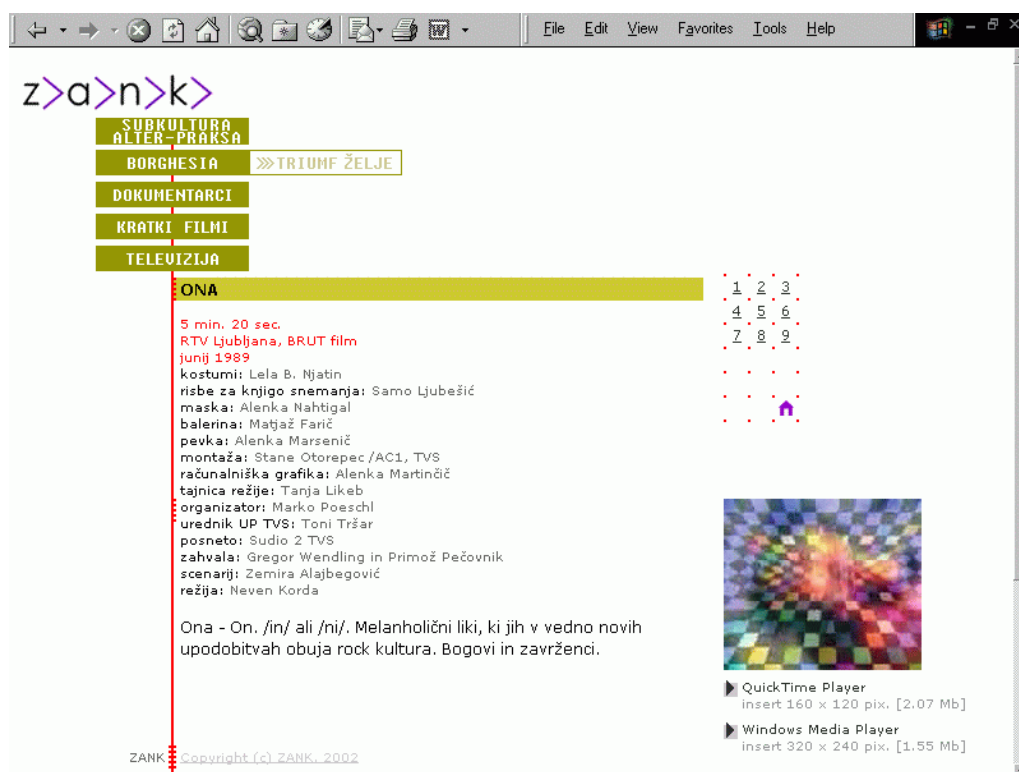 File Edit View Favorites Tools Help
z>a>n>k>
SUBKULTURA
ALTER-PRAKSA
BORGHESIA >>>TRIUMF ŽELJE
DOKUMENTARCI
KRATKI FILMI
TELEVIZIJA
ONA
1 2 3
4 5 6
7 8 9
5 min. 20 sec.
RTV Ljubljana, BRUT film
junij 1989
kostumi: Lela B. Njatin
risbe za knjigo snemanja: Samo Ljubešić
maska: Alenka Nahtigal
balerina: Matjaž Farič
pevka: Alenka Marsenič
montaža: Stane Otorepec /AC1, TVS
računalniška grafika: Alenka Martinčič
tajnica režije: Tanja Likeb
organizator: Marko Poeschl
urednik UP TVS: Toni Tršar
posneto: Sudio 2 TVS
zahvala: Gregor Wendling in Primož Pečovnik
scenarij: Zemira Alajbegović
režija: Neven Korda
Ona - On. /in/ ali /ni/. Melanholični liki, ki jih v vedno novih
upodobitvah obuja rock kultura. Bogovi in zavrženci.
QuickTime Player
insert 160 x 120 pix. [2.07 Mb]
Windows Media Player
insert 320 x 240 pix. [1.55 Mb]
ZANK Copyright (c) ZANK, 2002